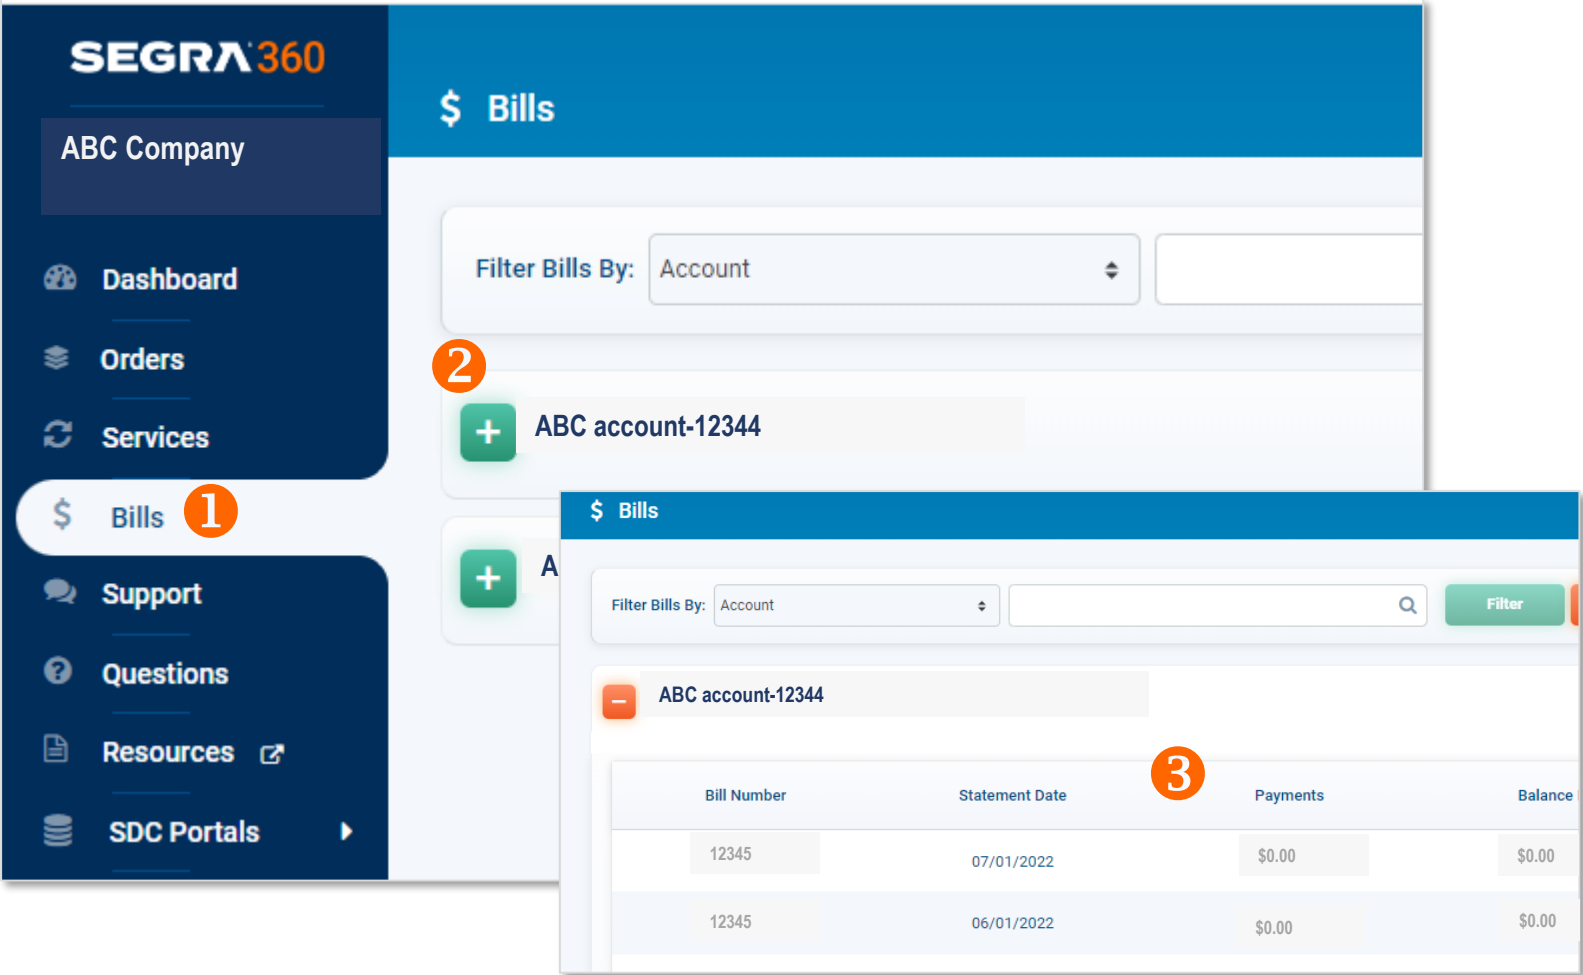 SEGRA 360
ABC Company
Dashboard
Orders
Services
Bills 1
Support
Questions
Resources
SDC Portals
$ Bills
Filter Bills By: Account
2
ABC account-12344
A
$ Bills
Filter Bills By: Account Filter
ABC account-12344
3
Bill Number Statement Date Payments Balance
12345 07/01/2022 $0.00 $0.00
12345 06/01/2022 $0.00 $0.00